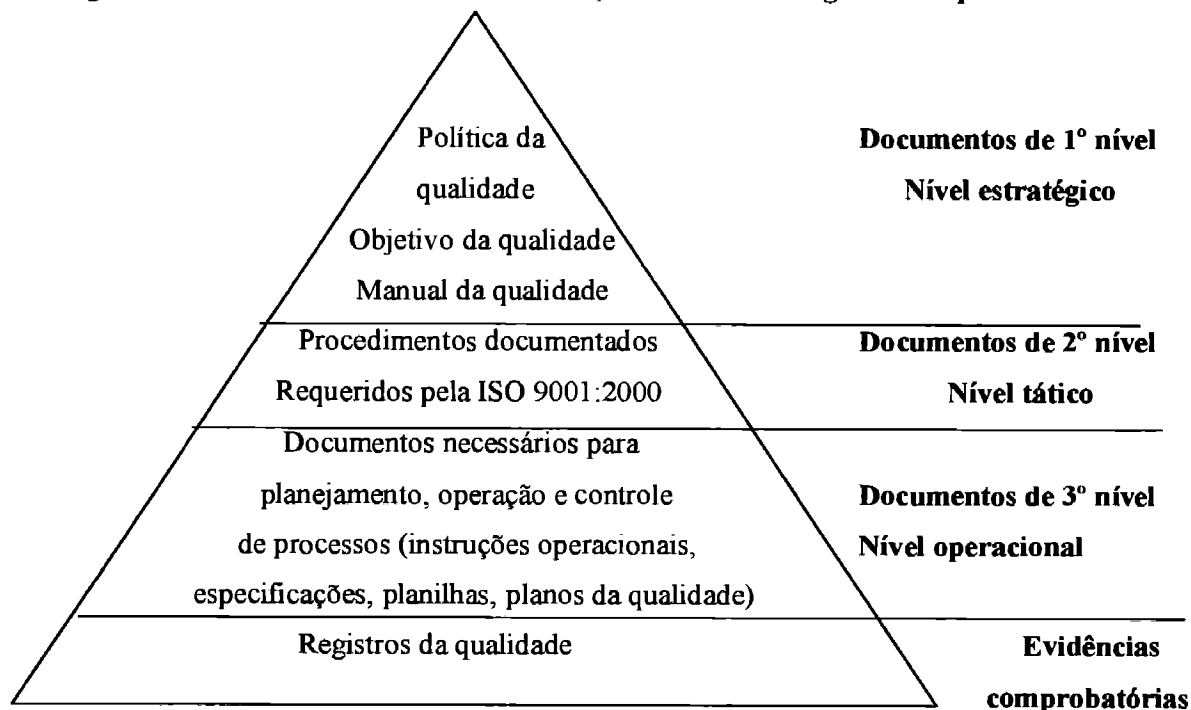 Política da
qualidade
Objetivo da qualidade
Manual da qualidade
Documentos de 1º nível
Nível estratégico
Procedimentos documentados
Requeridos pela ISO 9001:2000
Documentos de 2º nível
Nível tático
Documentos necessários para
planejamento, operação e controle
de processos (instruções operacionais,
especificações, planilhas, planos da qualidade)
Documentos de 3º nível
Nível operacional
Registros da qualidade
Evidências
comprobatórias